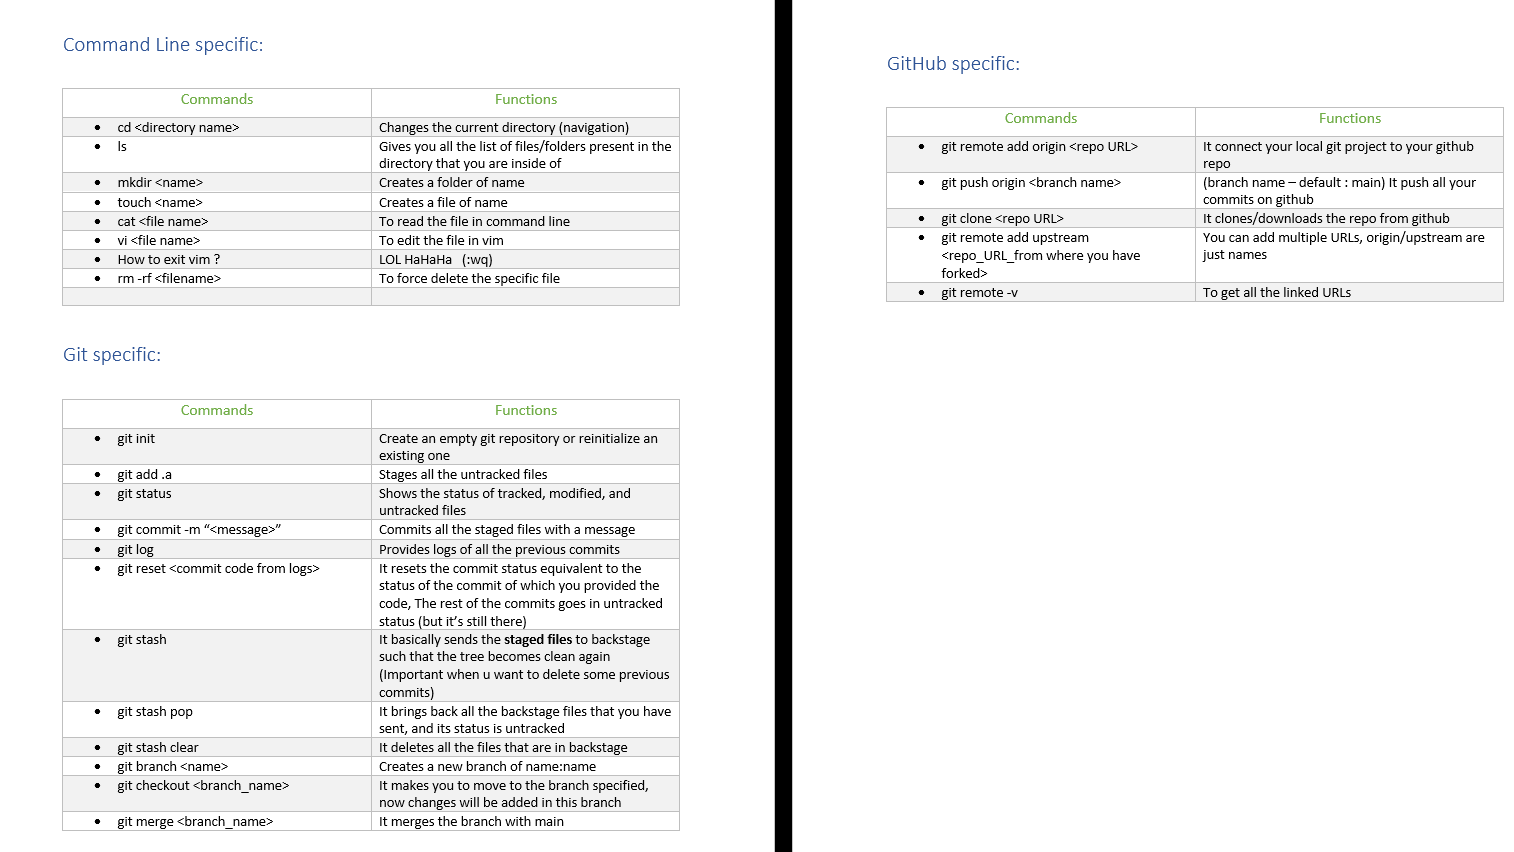 Command Line specific:
Commands Functions
• cd <directory name> Changes the current directory (navigation)
• ls Gives you all the list of files/folders present in the
directory that you are inside of
• mkdir <name> Creates a folder of name
• touch <name> Creates a file of name
• cat <file name> To read the file in command line
• vi <file name> To edit the file in vim
• How to exit vim ? LOL HaHaHa (:wq)
• rm -rf <filename> To force delete the specific file
Git specific:
Commands Functions
• git init Create an empty git repository or reinitialize an
existing one
• git add .a Stages all the untracked files
• git status Shows the status of tracked, modified, and
untracked files
• git commit -m “<message>” Commits all the staged files with a message
• git log Provides logs of all the previous commits
• git reset <commit code from logs> It resets the commit status equivalent to the
status of the commit of which you provided the
code, The rest of the commits goes in untracked
status (but it’s still there)
• git stash It basically sends the staged files to backstage
such that the tree becomes clean again
(Important when u want to delete some previous
commits)
• git stash pop It brings back all the backstage files that you have
sent, and its status is untracked
• git stash clear It deletes all the files that are in backstage
• git branch <name> Creates a new branch of name:name
• git checkout <branch_name> It makes you to move to the branch specified,
now changes will be added in this branch
• git merge <branch_name> It merges the branch with main
GitHub specific:
Commands Functions
• git remote add origin <repo URL> It connect your local git project to your github
repo
• git push origin <branch name> (branch name – default : main) It push all your
commits on github
• git clone <repo URL> It clones/downloads the repo from github
• git remote add upstream You can add multiple URLs, origin/upstream are
<repo_URL_from where you have just names
forked>
• git remote -v To get all the linked URLs